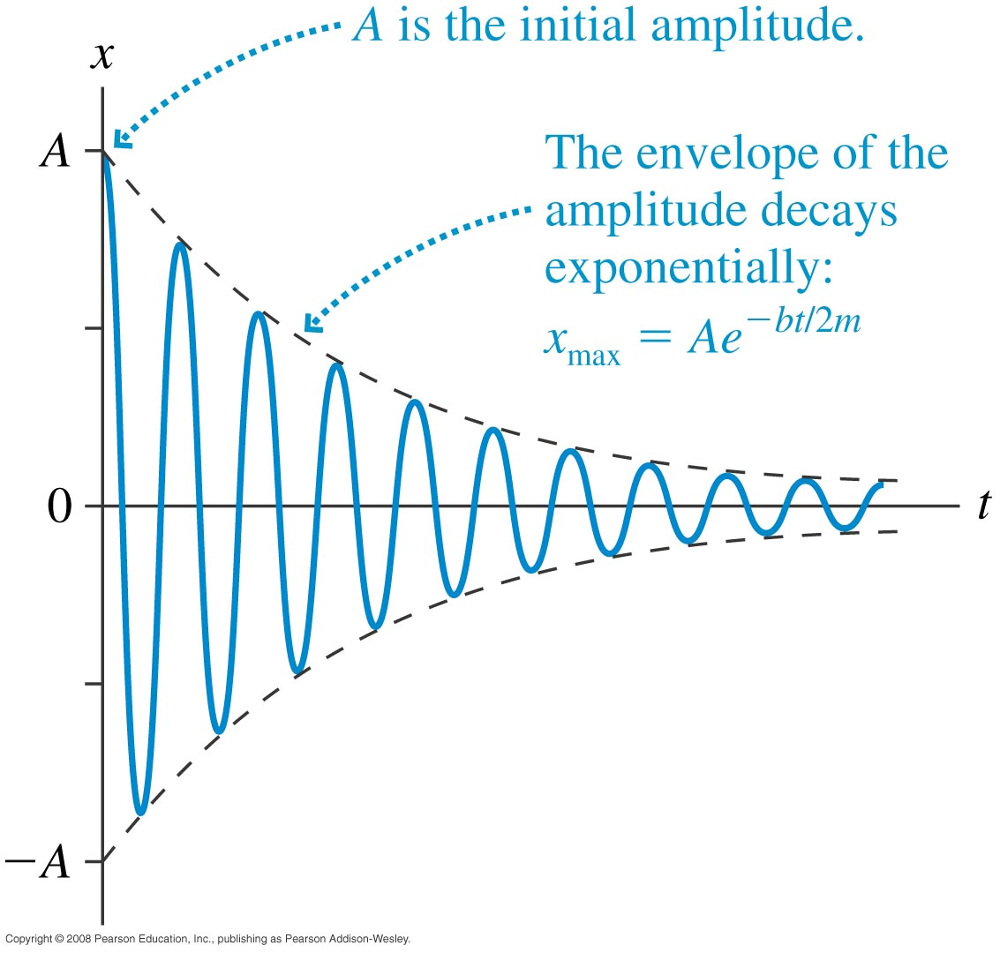 A is the initial amplitude.
x
A
The envelope of the
amplitude decays
exponentially:
x_max = Ae^{−bt/2m}
0
t
−A
Copyright © 2008 Pearson Education, Inc., publishing as Pearson Addison-Wesley.